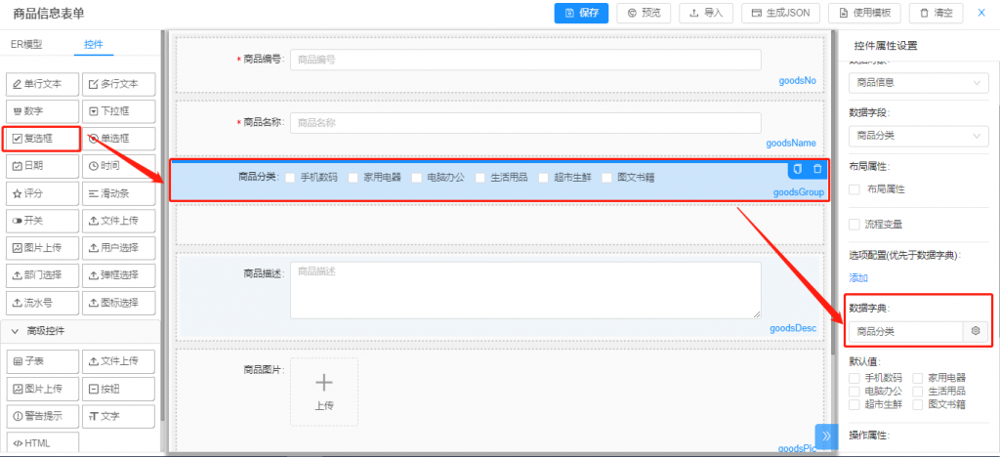 商品信息表单
保存
预览
导入
生成JSON
使用模板
清空
ER模型
控件
单行文本
多行文本
数字
下拉框
复选框
单选框
日期
时间
评分
滑动条
开关
文件上传
图片上传
用户选择
部门选择
弹框选择
流水号
图标选择
高级控件
子表
文件上传
图片上传
按钮
警告提示
文字
HTML
* 商品编号:
商品编号
goodsNo
* 商品名称:
商品名称
goodsName
商品分类:
手机数码
家用电器
电脑办公
生活用品
超市生鲜
图文书籍
goodsGroup
商品描述:
商品描述
goodsDesc
商品图片:
上传
goodsPic
控件属性设置
数据对象:
商品信息
数据字段:
商品分类
布局属性:
布局属性
流程变量
选项配置(优先于数据字典):
添加
数据字典:
商品分类
默认值:
手机数码
家用电器
电脑办公
生活用品
超市生鲜
图文书籍
操作属性: